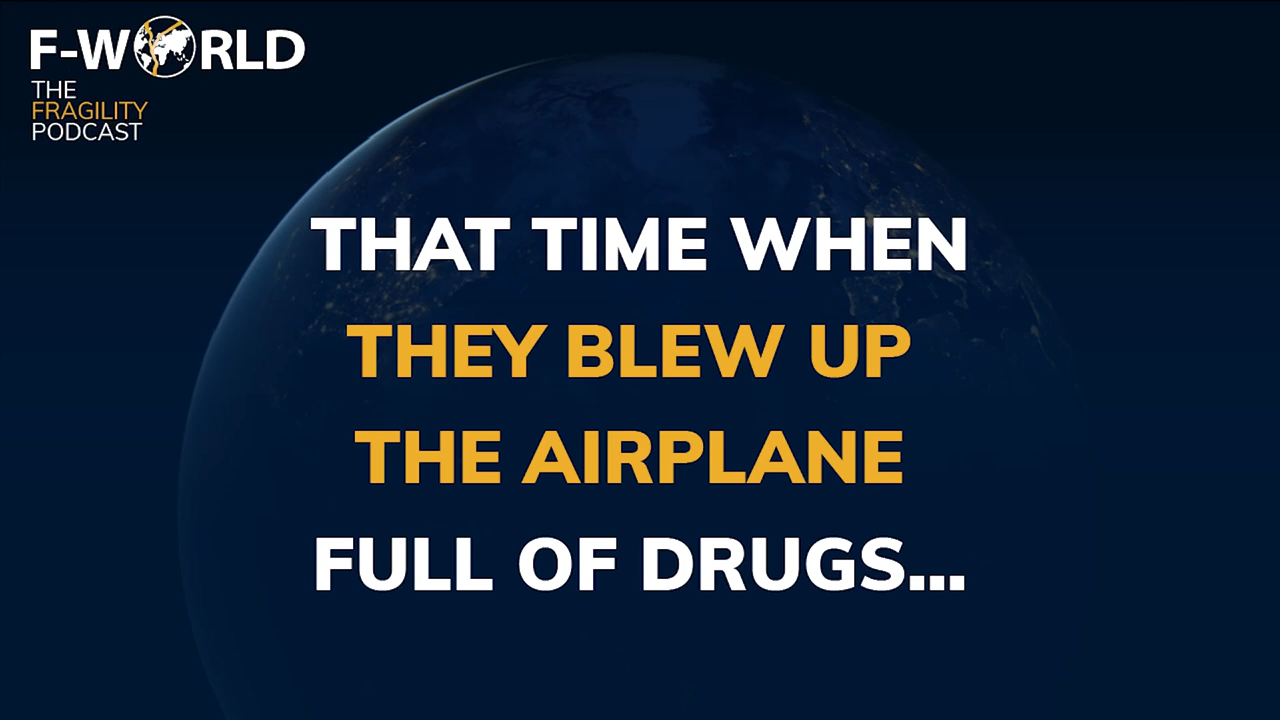 F-WORLD
THE
FRAGILITY
PODCAST
THAT TIME WHEN
THEY BLEW UP
THE AIRPLANE
FULL OF DRUGS...